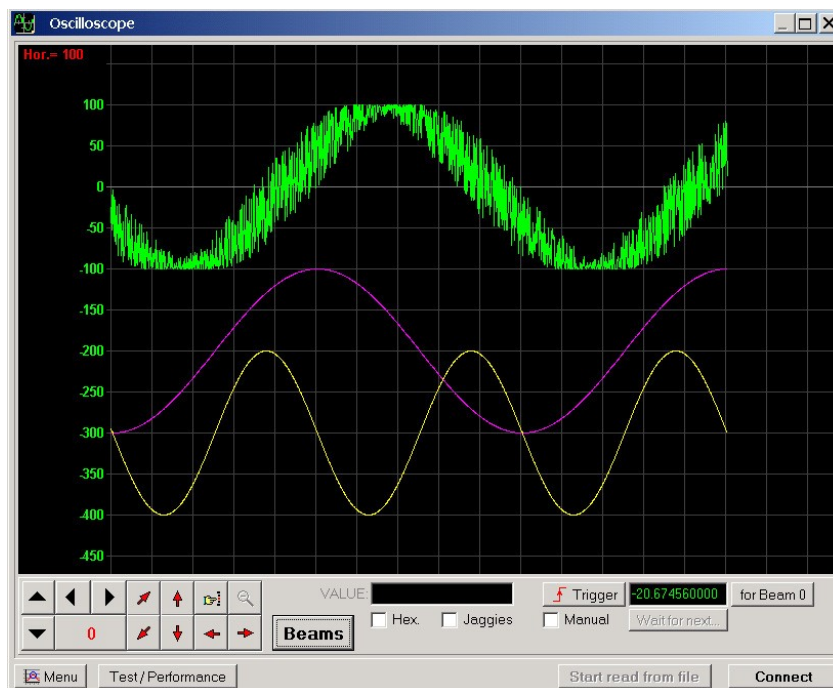 Oscilloscope
Hor.= 100
100
50
0
-50
-100
-150
-200
-250
-300
-350
-400
-450
VALUE:
Trigger
-20.674560000
for Beam 0
Hex.
Jaggies
Manual
Wait for next...
0
Beams
Menu
Test / Performance
Start read from file
Connect